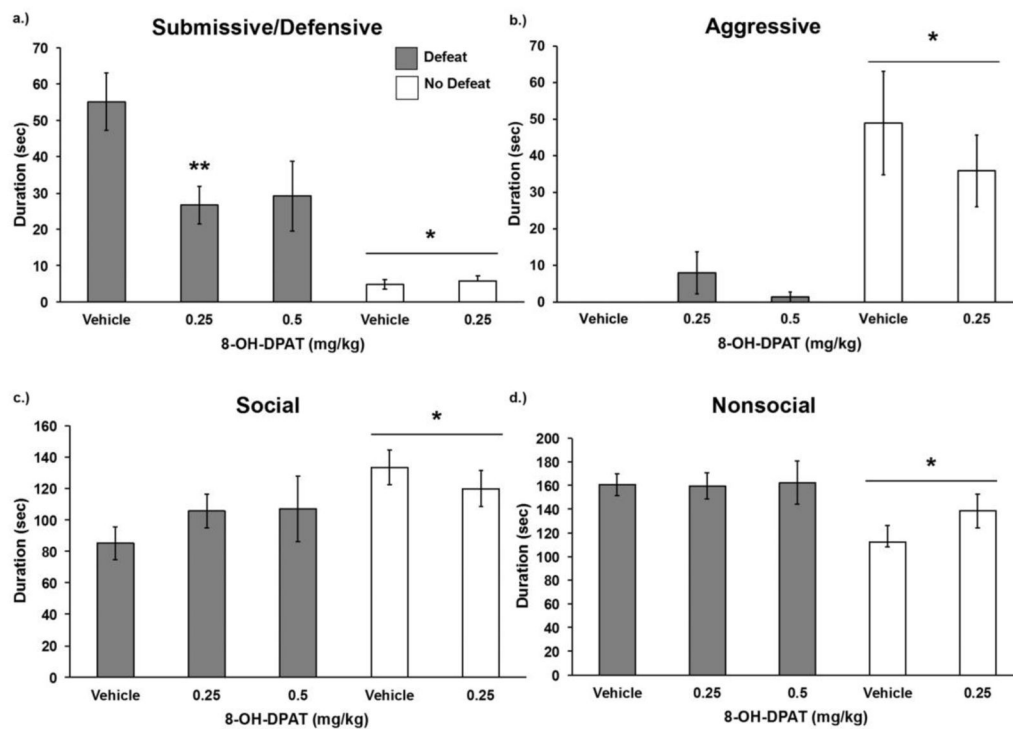 a.)
Submissive/Defensive
Defeat
No Defeat
70
60
50
40
30
20
10
0
Duration (sec)
**
*
Vehicle 0.25 0.5 Vehicle 0.25
8-OH-DPAT (mg/kg)
b.)
Aggressive
70
60
50
40
30
20
10
0
Duration (sec)
*
Vehicle 0.25 0.5 Vehicle 0.25
8-OH-DPAT (mg/kg)
c.)
Social
160
140
120
100
80
60
40
20
0
Duration (sec)
*
Vehicle 0.25 0.5 Vehicle 0.25
8-OH-DPAT (mg/kg)
d.)
Nonsocial
200
180
160
140
120
100
80
60
40
20
0
Duration (sec)
*
Vehicle 0.25 0.5 Vehicle 0.25
8-OH-DPAT (mg/kg)